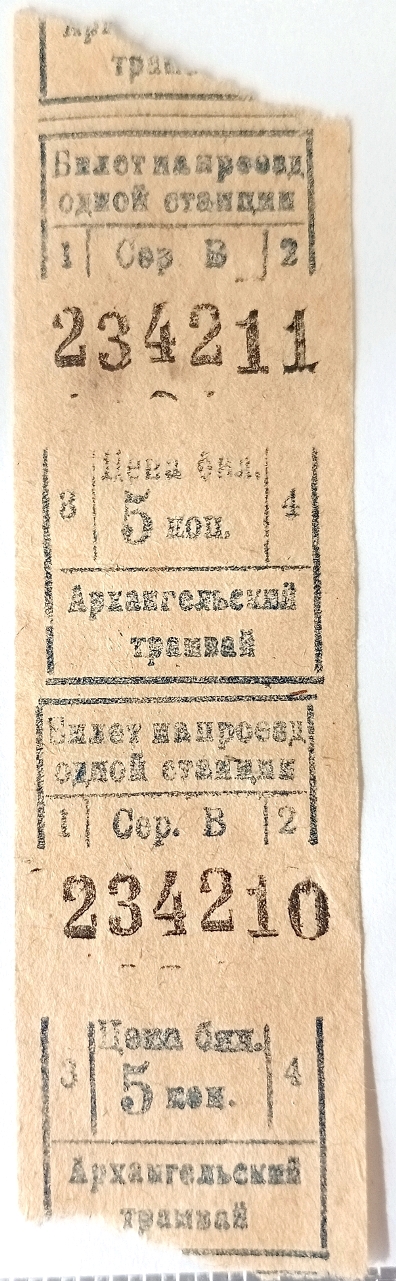 трам
Билет на проезд
одной станции
1 Сер В 2
234211
Цена бил.
3 5 коп. 4
Архангельский
трамвай
Билет на проезд
одной станции
1 Сер. В 2
234210
Цена бил.
3 5 коп. 4
Архангельский
трамвай